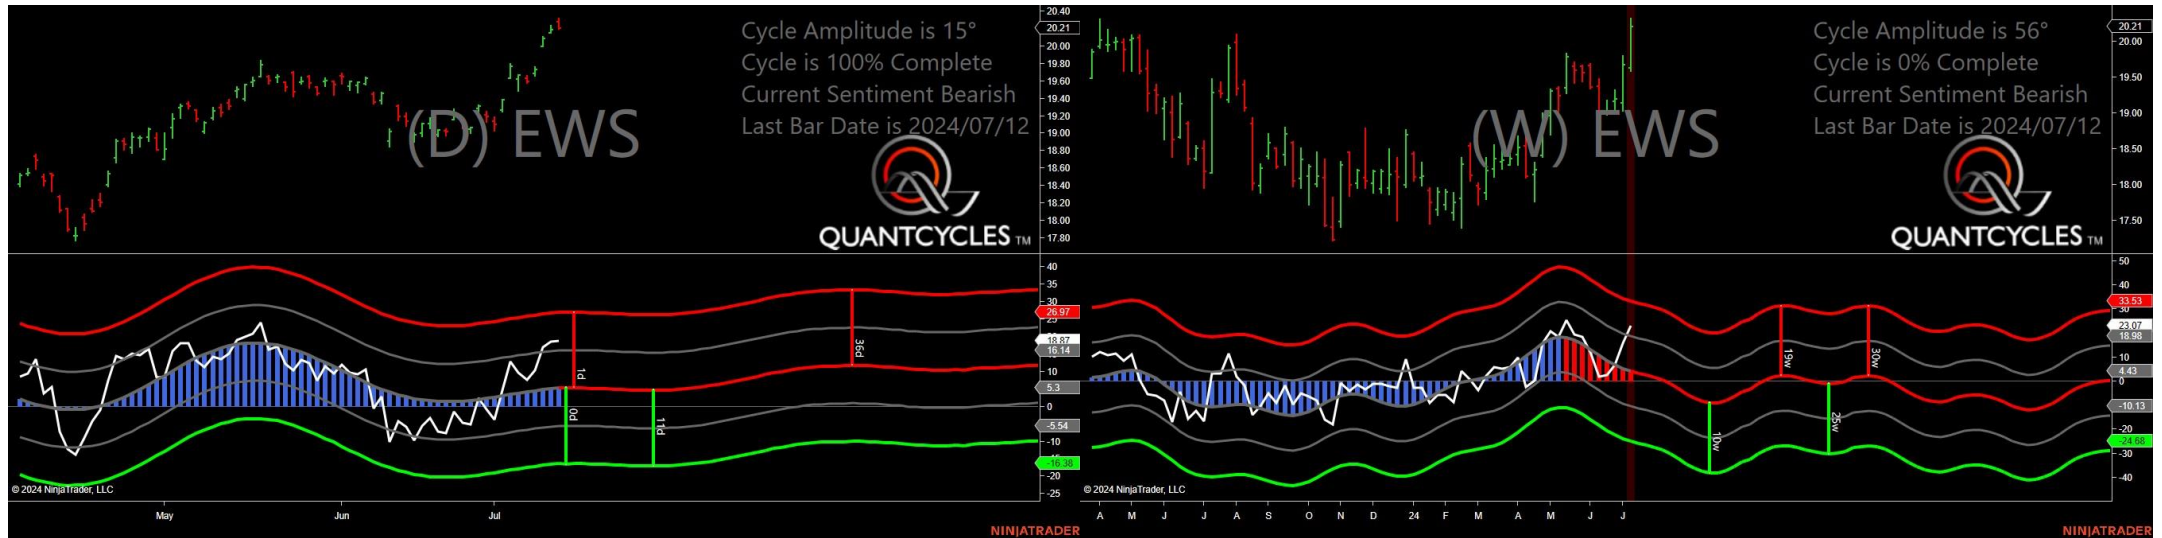 Cycle Amplitude is 15°
Cycle is 100% Complete
Current Sentiment Bearish
Last Bar Date is 2024/07/12
(D) EWS
QUANTCYCLES TM
20.40
20.21
20.00
19.80
19.60
19.40
19.20
19.00
18.80
18.60
18.40
18.20
18.00
17.80
40
35
30
26.97
25
18.87
16.14
10
5.3
0
-5.54
-10
-16.38
-20
-25
1d
0d
11d
36d
© 2024 NinjaTrader, LLC
May
Jun
Jul
NINJATRADER
Cycle Amplitude is 56°
Cycle is 0% Complete
Current Sentiment Bearish
Last Bar Date is 2024/07/12
(W) EWS
QUANTCYCLES TM
20.21
20.00
19.50
19.00
18.50
18.00
17.50
50
40
33.53
30
23.07
18.98
10
4.43
0
-10.13
-20
-24.68
-30
-40
10w
19w
25w
30w
© 2024 NinjaTrader, LLC
A M J J A S O N D 24 F M A M J J
NINJATRADER